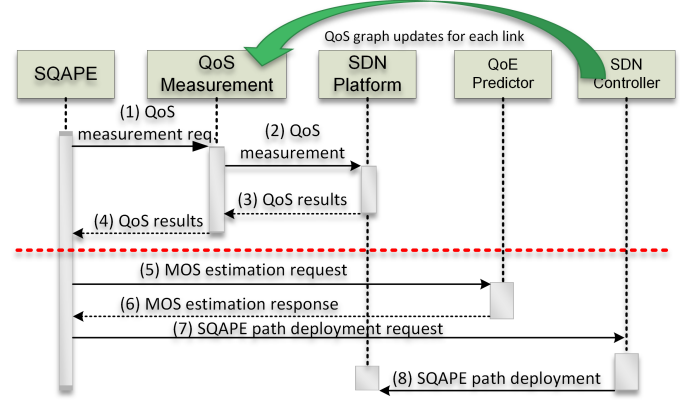 QoS graph updates for each link
SQAPE
QoS
Measurement
SDN
Platform
QoE
Predictor
SDN
Controller
(1) QoS
measurement req.
(2) QoS
measurement
(3) QoS results
(4) QoS results
(5) MOS estimation request
(6) MOS estimation response
(7) SQAPE path deployment request
(8) SQAPE path deployment